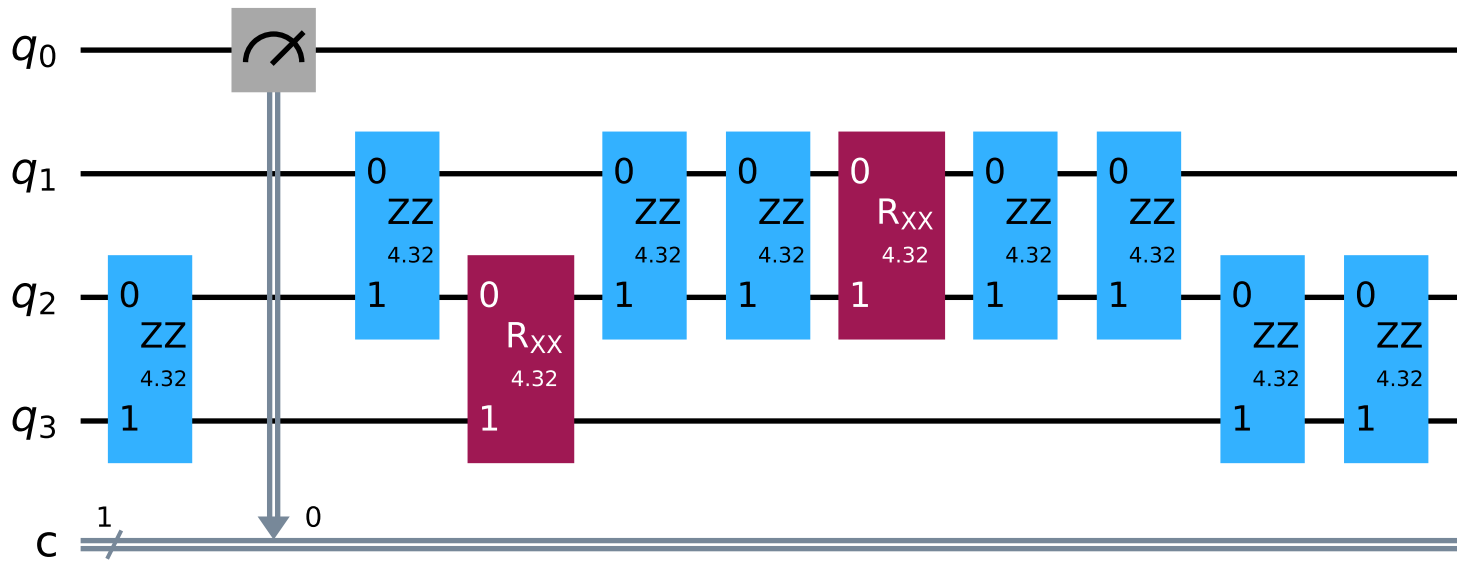 q0
0 0 0 0 0 0
q1
ZZ ZZ ZZ RXX ZZ ZZ
4.32 4.32 4.32 4.32 4.32 4.32
0 1 0 1 1 1 1 1 0 0
q2
ZZ RXX ZZ ZZ
4.32 4.32 4.32 4.32
1 1 1 1
q3
1 0
c